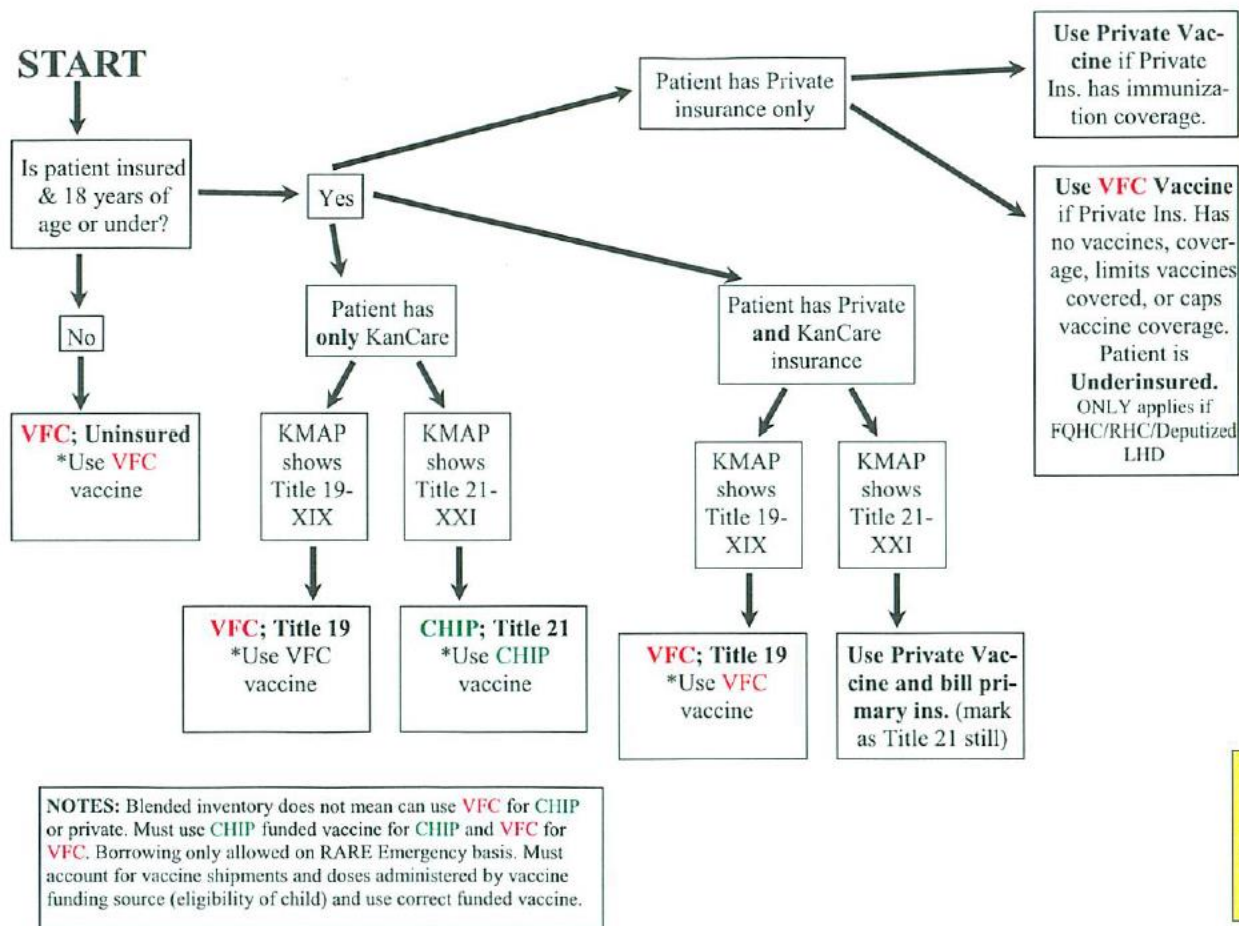 START
Is patient insured
& 18 years of
age or under?
No
VFC; Uninsured
*Use VFC
vaccine
Yes
Patient has Private
insurance only
Use Private Vac-
cine if Private
Ins. has immuniza-
tion coverage.
Use VFC Vaccine
if Private Ins. Has
no vaccines, cover-
age, limits vaccines
covered, or caps
vaccine coverage.
Patient is
Underinsured.
ONLY applies if
FQHC/RHC/Deputized
LHD
Patient has
only KanCare
KMAP
shows
Title 19-
XIX
KMAP
shows
Title 21-
XXI
VFC; Title 19
*Use VFC
vaccine
CHIP; Title 21
*Use CHIP
vaccine
Patient has Private
and KanCare
insurance
KMAP
shows
Title 19-
XIX
KMAP
shows
Title 21-
XXI
VFC; Title 19
*Use VFC
vaccine
Use Private Vac-
cine and bill pri-
mary ins. (mark
as Title 21 still)
NOTES: Blended inventory does not mean can use VFC for CHIP
or private. Must use CHIP funded vaccine for CHIP and VFC for
VFC. Borrowing only allowed on RARE Emergency basis. Must
account for vaccine shipments and doses administered by vaccine
funding source (eligibility of child) and use correct funded vaccine.